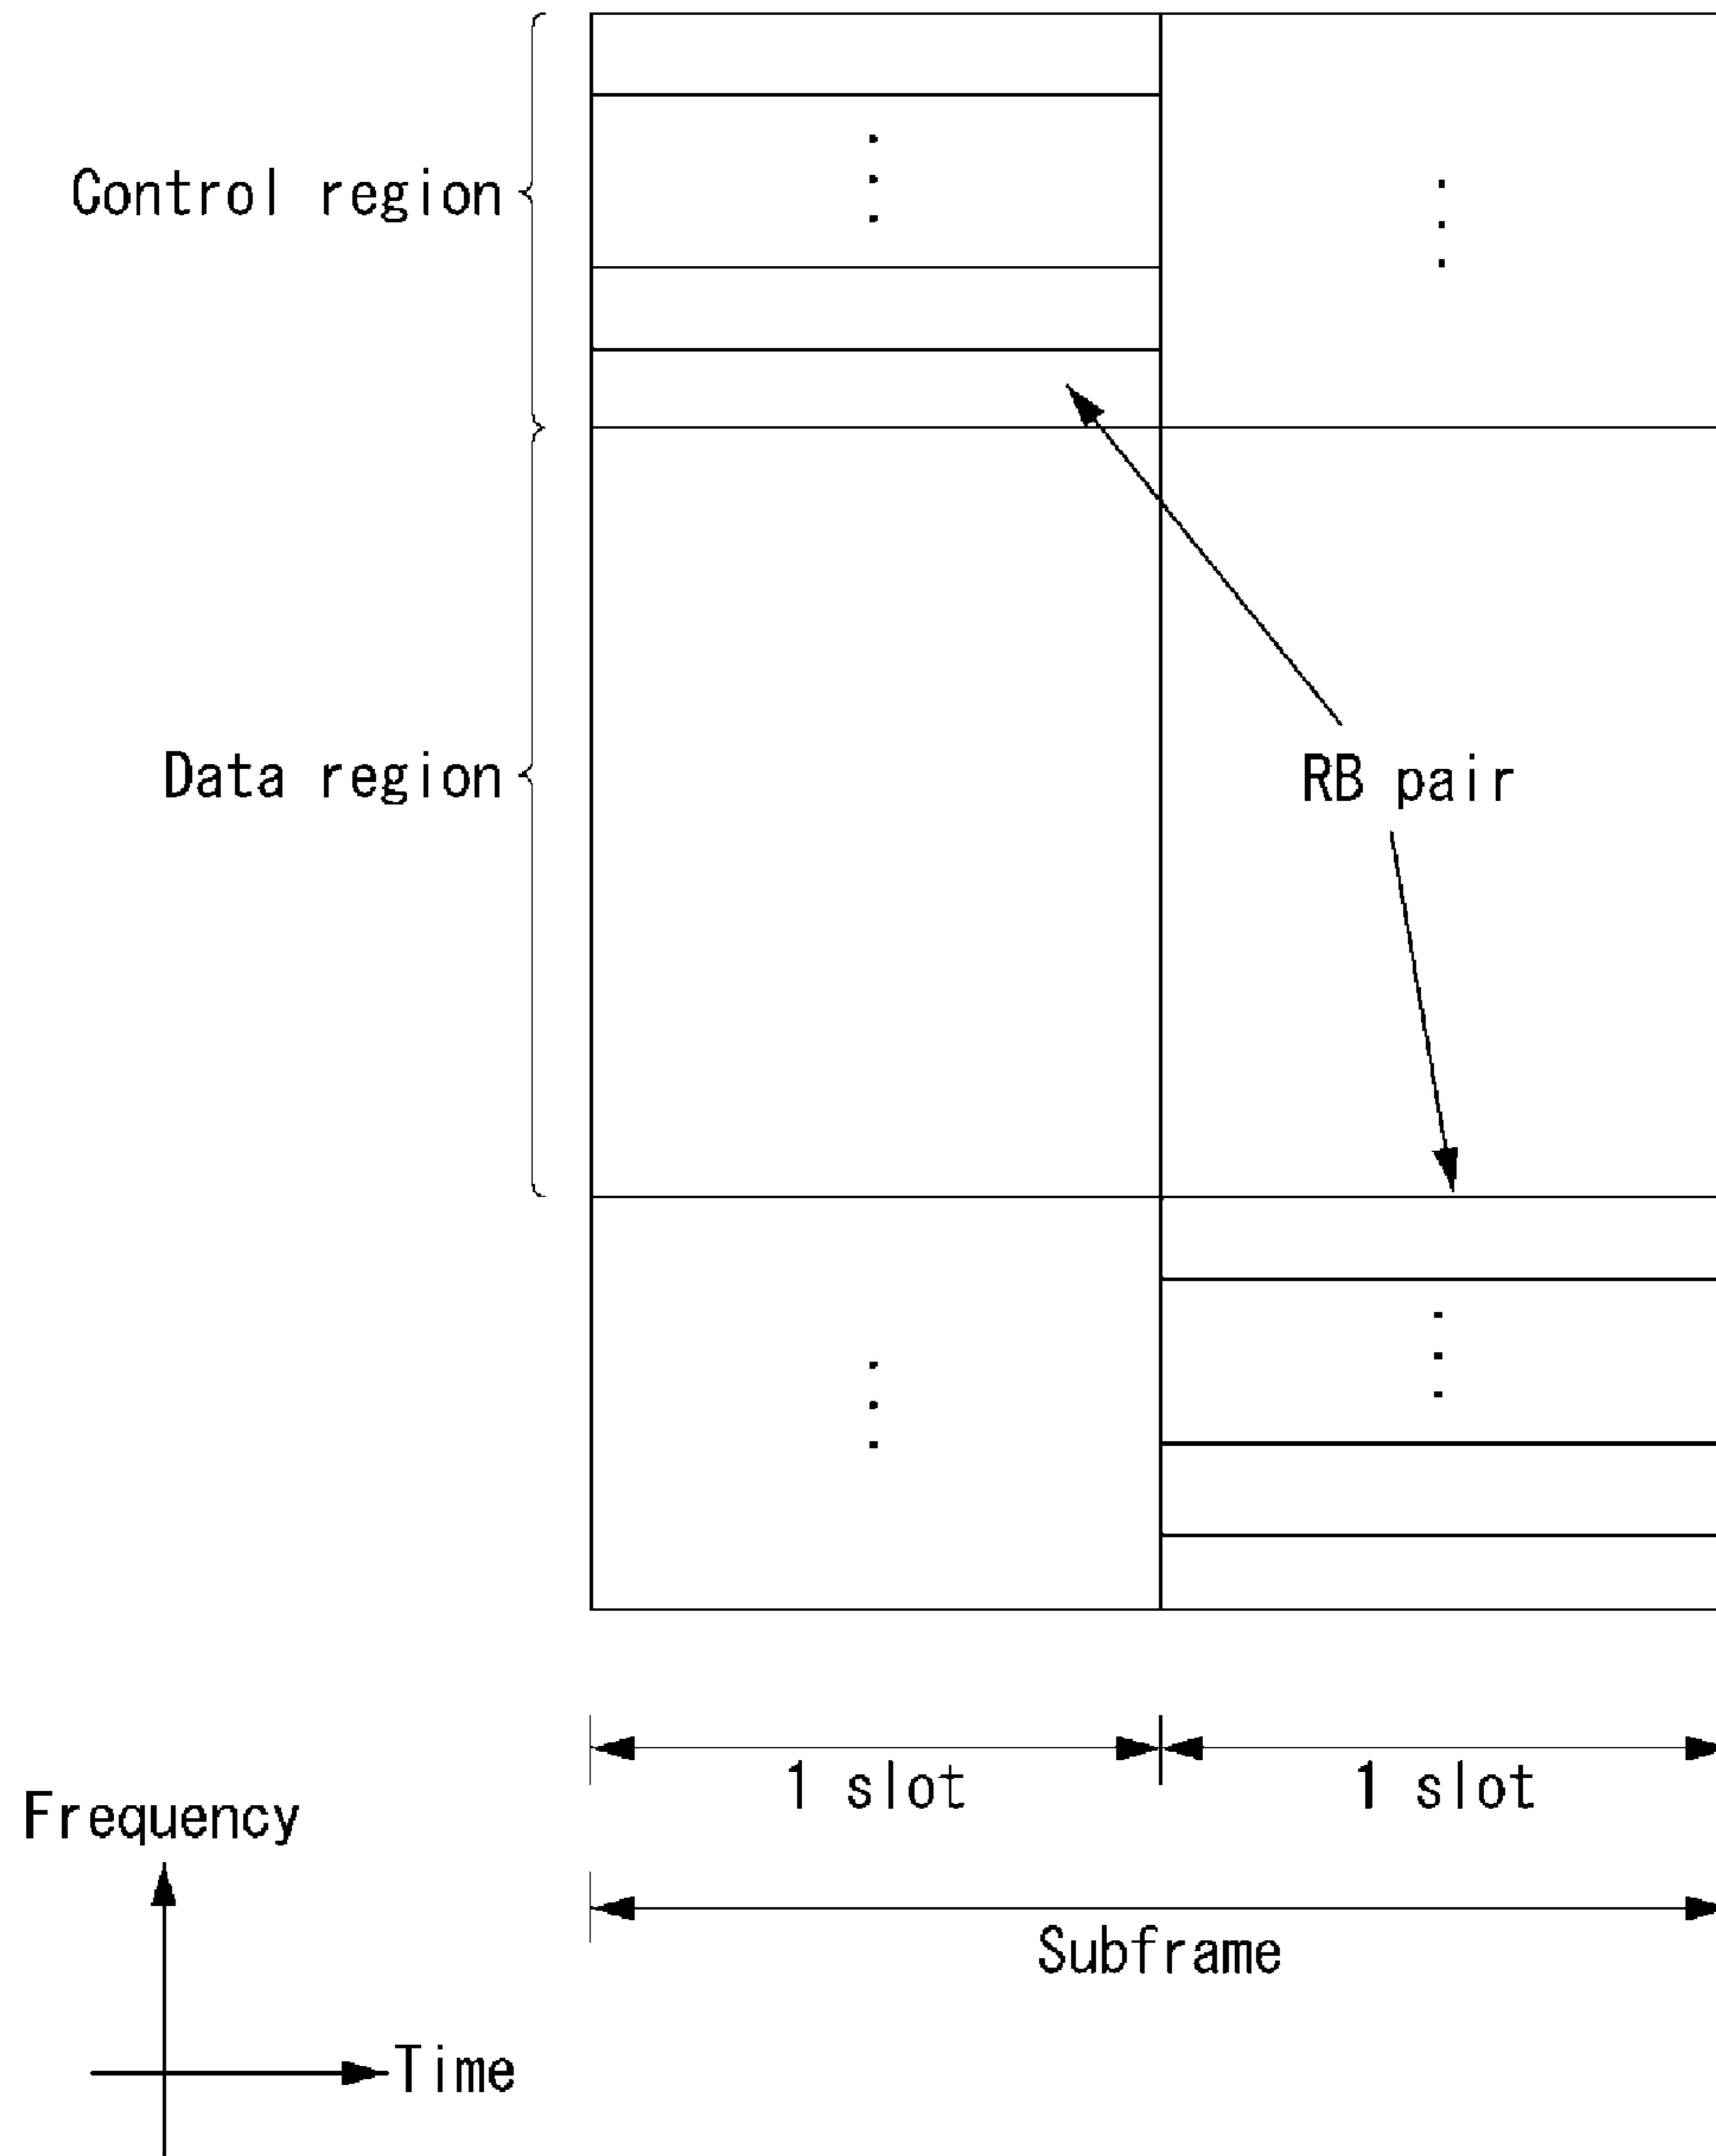 Control region
Data region
RB pair
1 slot
1 slot
Frequency
Subframe
Time